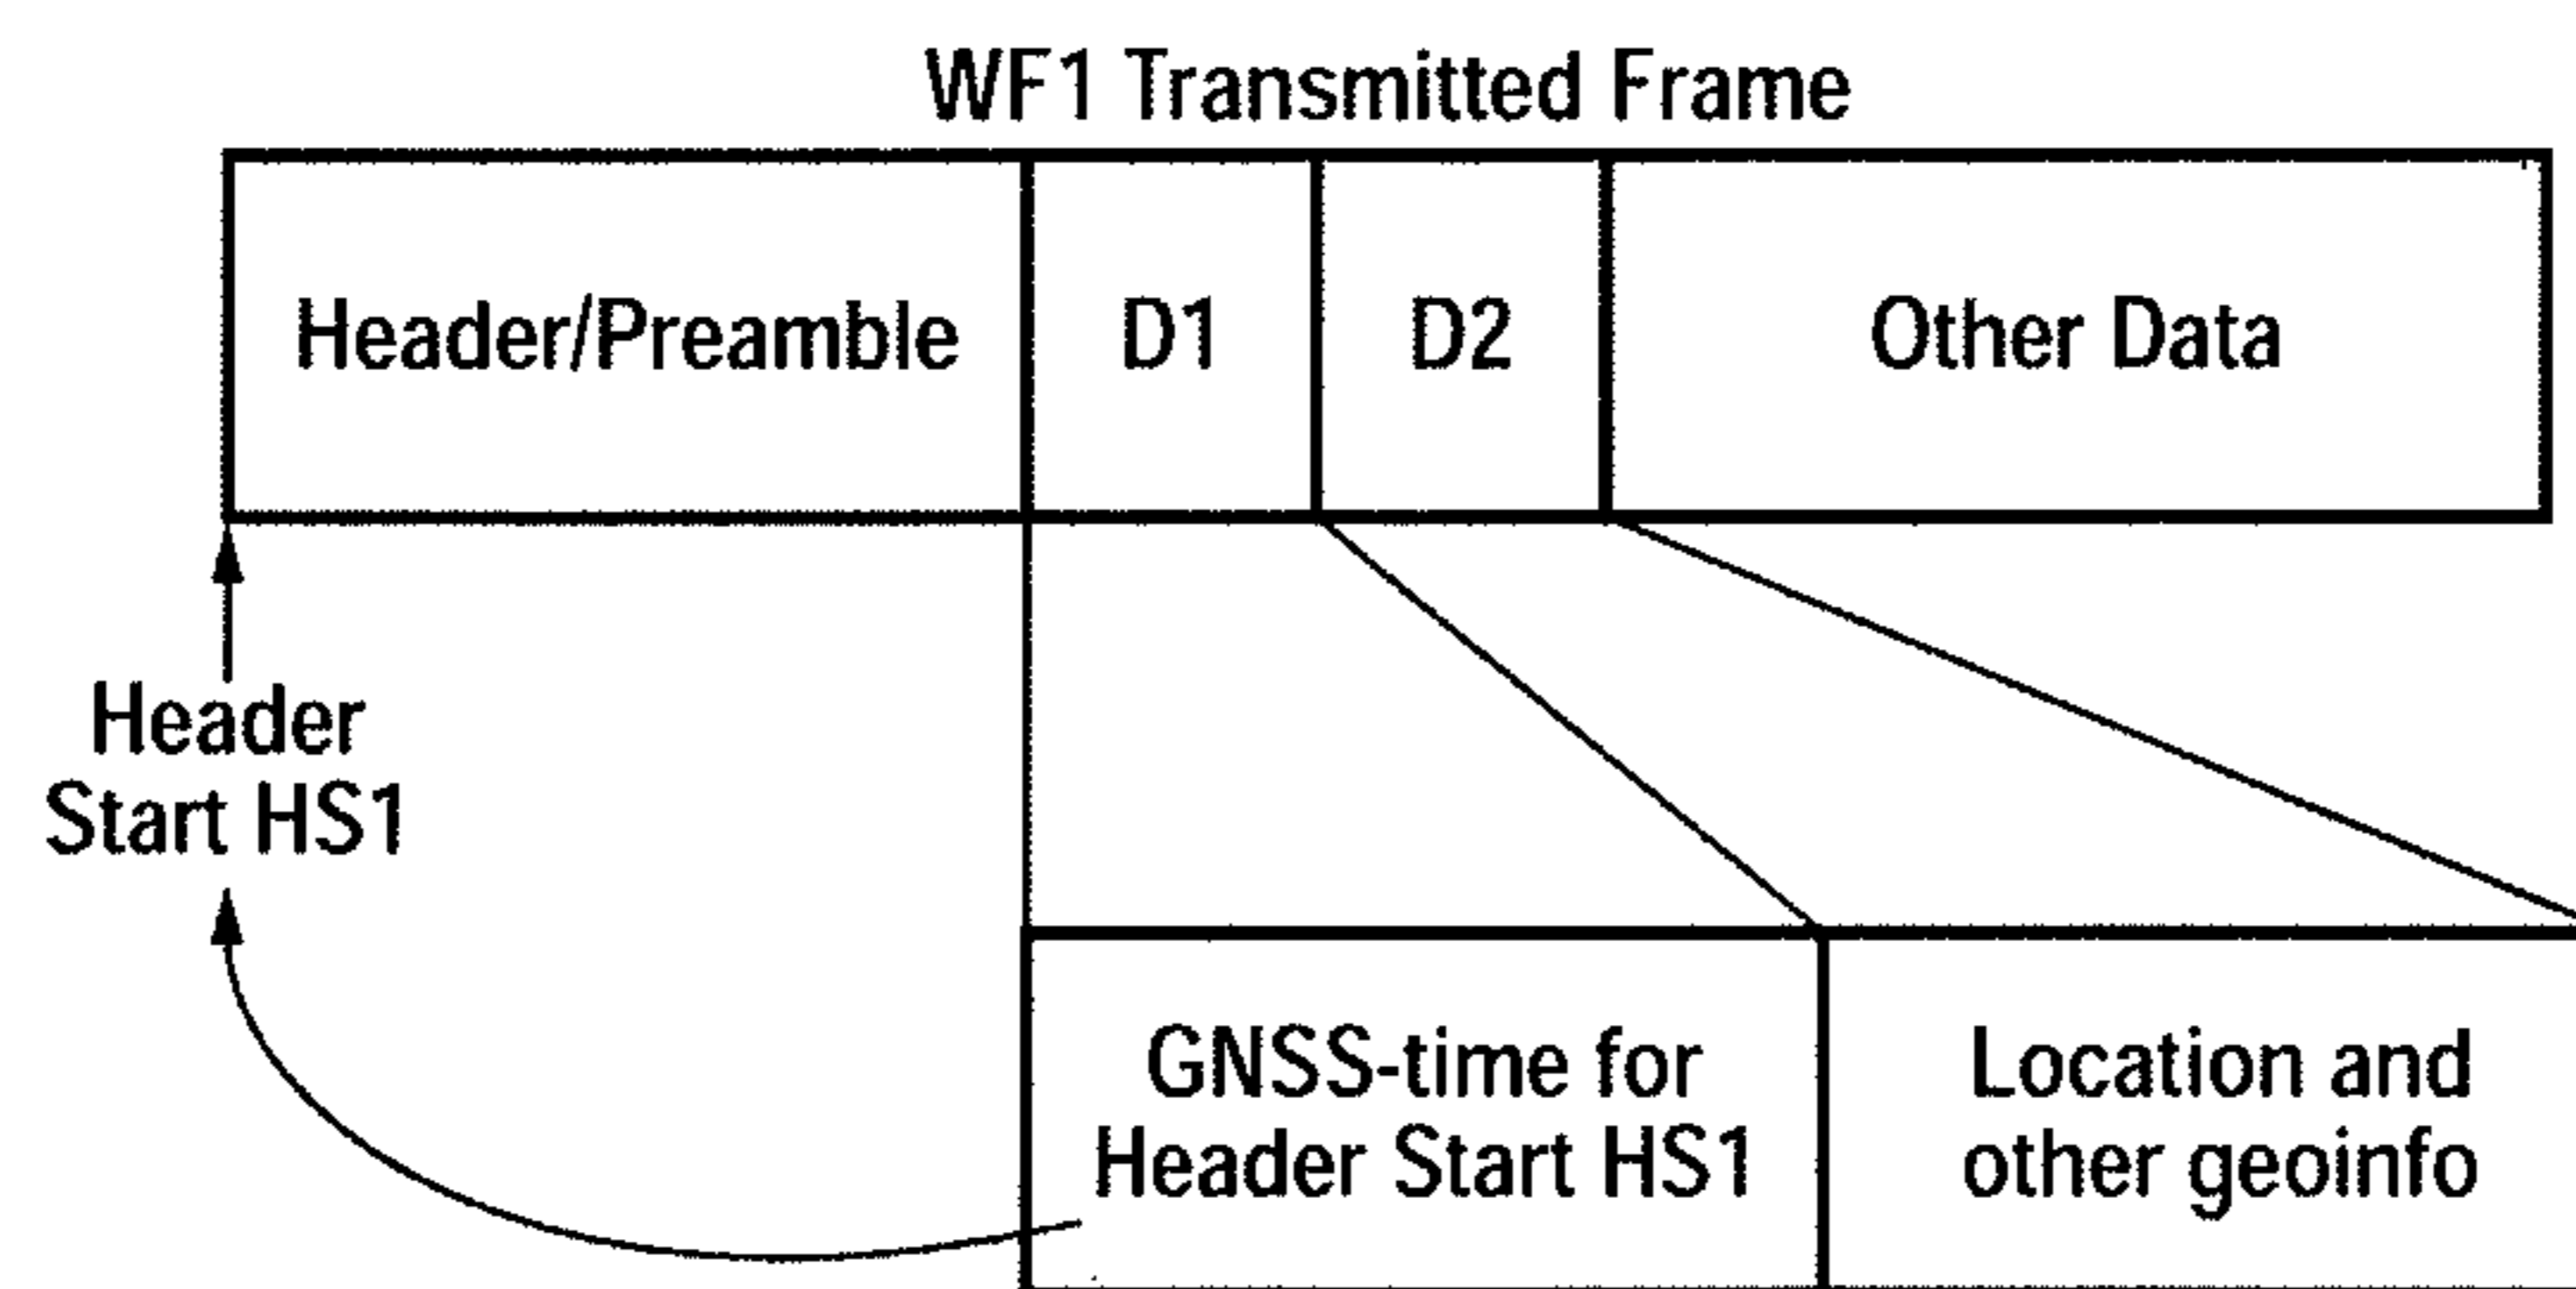 WF1 Transmitted Frame
Header/Preamble
D1
D2
Other Data
Header
Start HS1
GNSS-time for
Header Start HS1
Location and
other geoinfo